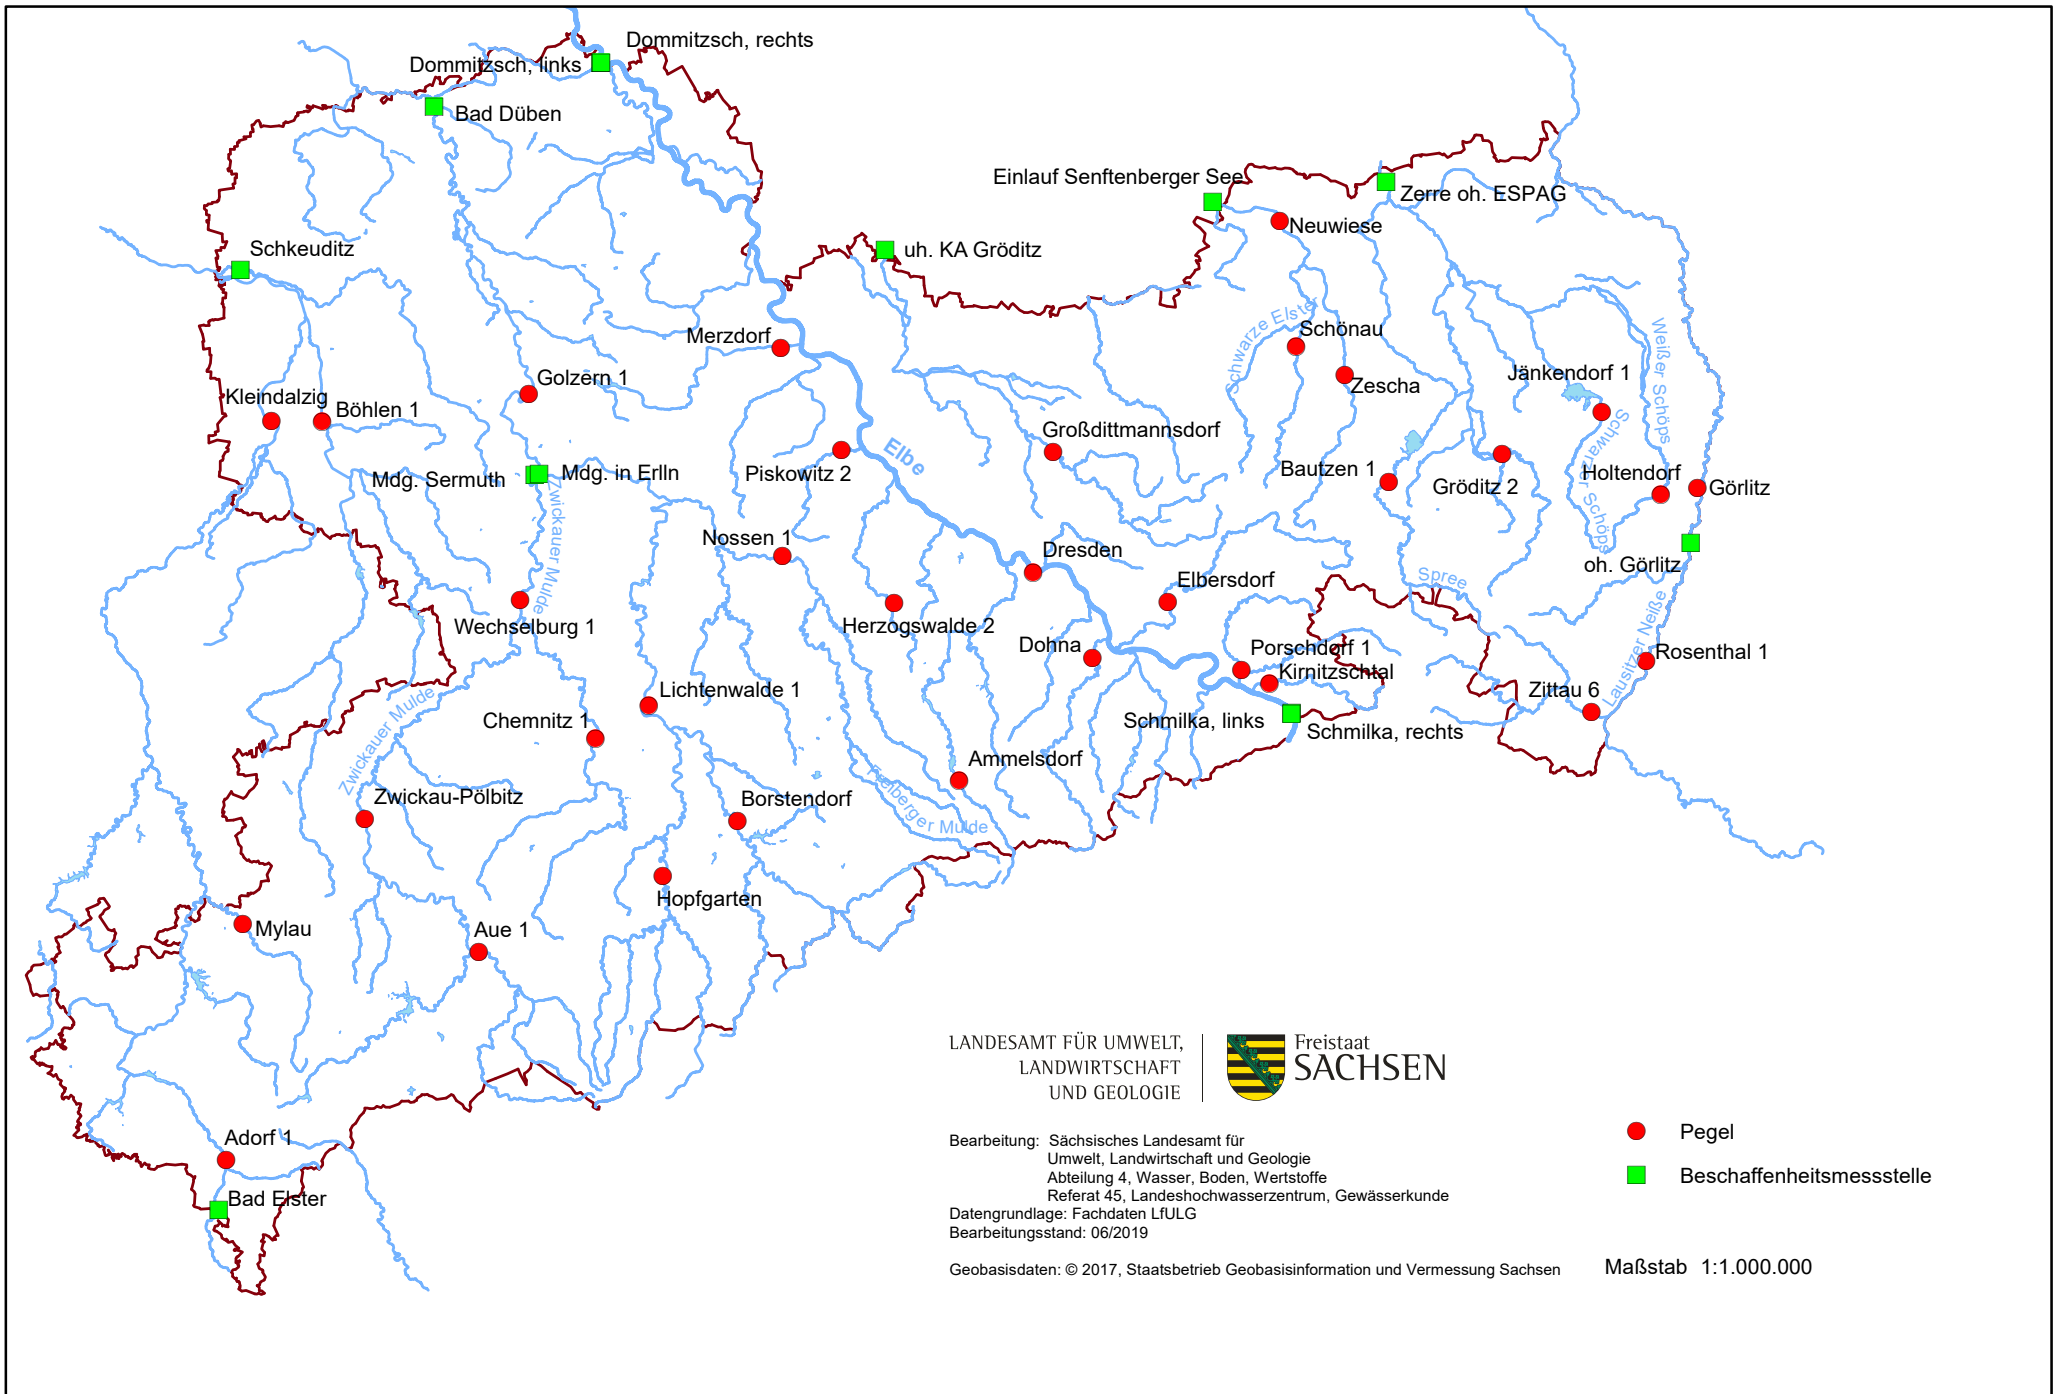 Dommitzsch, rechts
Dommitzsch, links
Bad Düben
Einlauf Senftenberger See
Zerre oh. ESPAG
Neuwiese
Schkeuditz
uh. KA Gröditz
Schwarze Elster
Schönau
Weißer Schöps
Merzdorf
Golzern 1
Zescha
Jänkendorf 1
Kleindalzig
Böhlen 1
Schwarzer Schöps
Elbe
Großdittmannsdorf
Piskowitz 2
Bautzen 1
Gröditz 2
Holtendorf
Görlitz
Mdg. Sermuth
Mdg. in Erlln
Zwickauer Mulde
Nossen 1
Dresden
oh. Görlitz
Elbersdorf
Spree
Lausitzer Neiße
Wechselburg 1
Herzogswalde 2
Dohna
Porschdorf 1
Kirnitzschtal
Rosenthal 1
Lichtenwalde 1
Zittau 6
Zwickauer Mulde
Chemnitz 1
Schmilka, links
Schmilka, rechts
Ammelsdorf
Zwickau-Pölbitz
Borstendorf
Freiberger Mulde
Hopfgarten
Mylau
Aue 1
Adorf 1
Bad Elster
LANDESAMT FÜR UMWELT,
LANDWIRTSCHAFT
UND GEOLOGIE
Freistaat
SACHSEN
Bearbeitung: Sächsisches Landesamt für
Umwelt, Landwirtschaft und Geologie
Abteilung 4, Wasser, Boden, Wertstoffe
Referat 45, Landeshochwasserzentrum, Gewässerkunde
Datengrundlage: Fachdaten LfULG
Bearbeitungsstand: 06/2019
Geobasisdaten: © 2017, Staatsbetrieb Geobasisinformation und Vermessung Sachsen
Pegel
Beschaffenheitsmessstelle
Maßstab 1:1.000.000